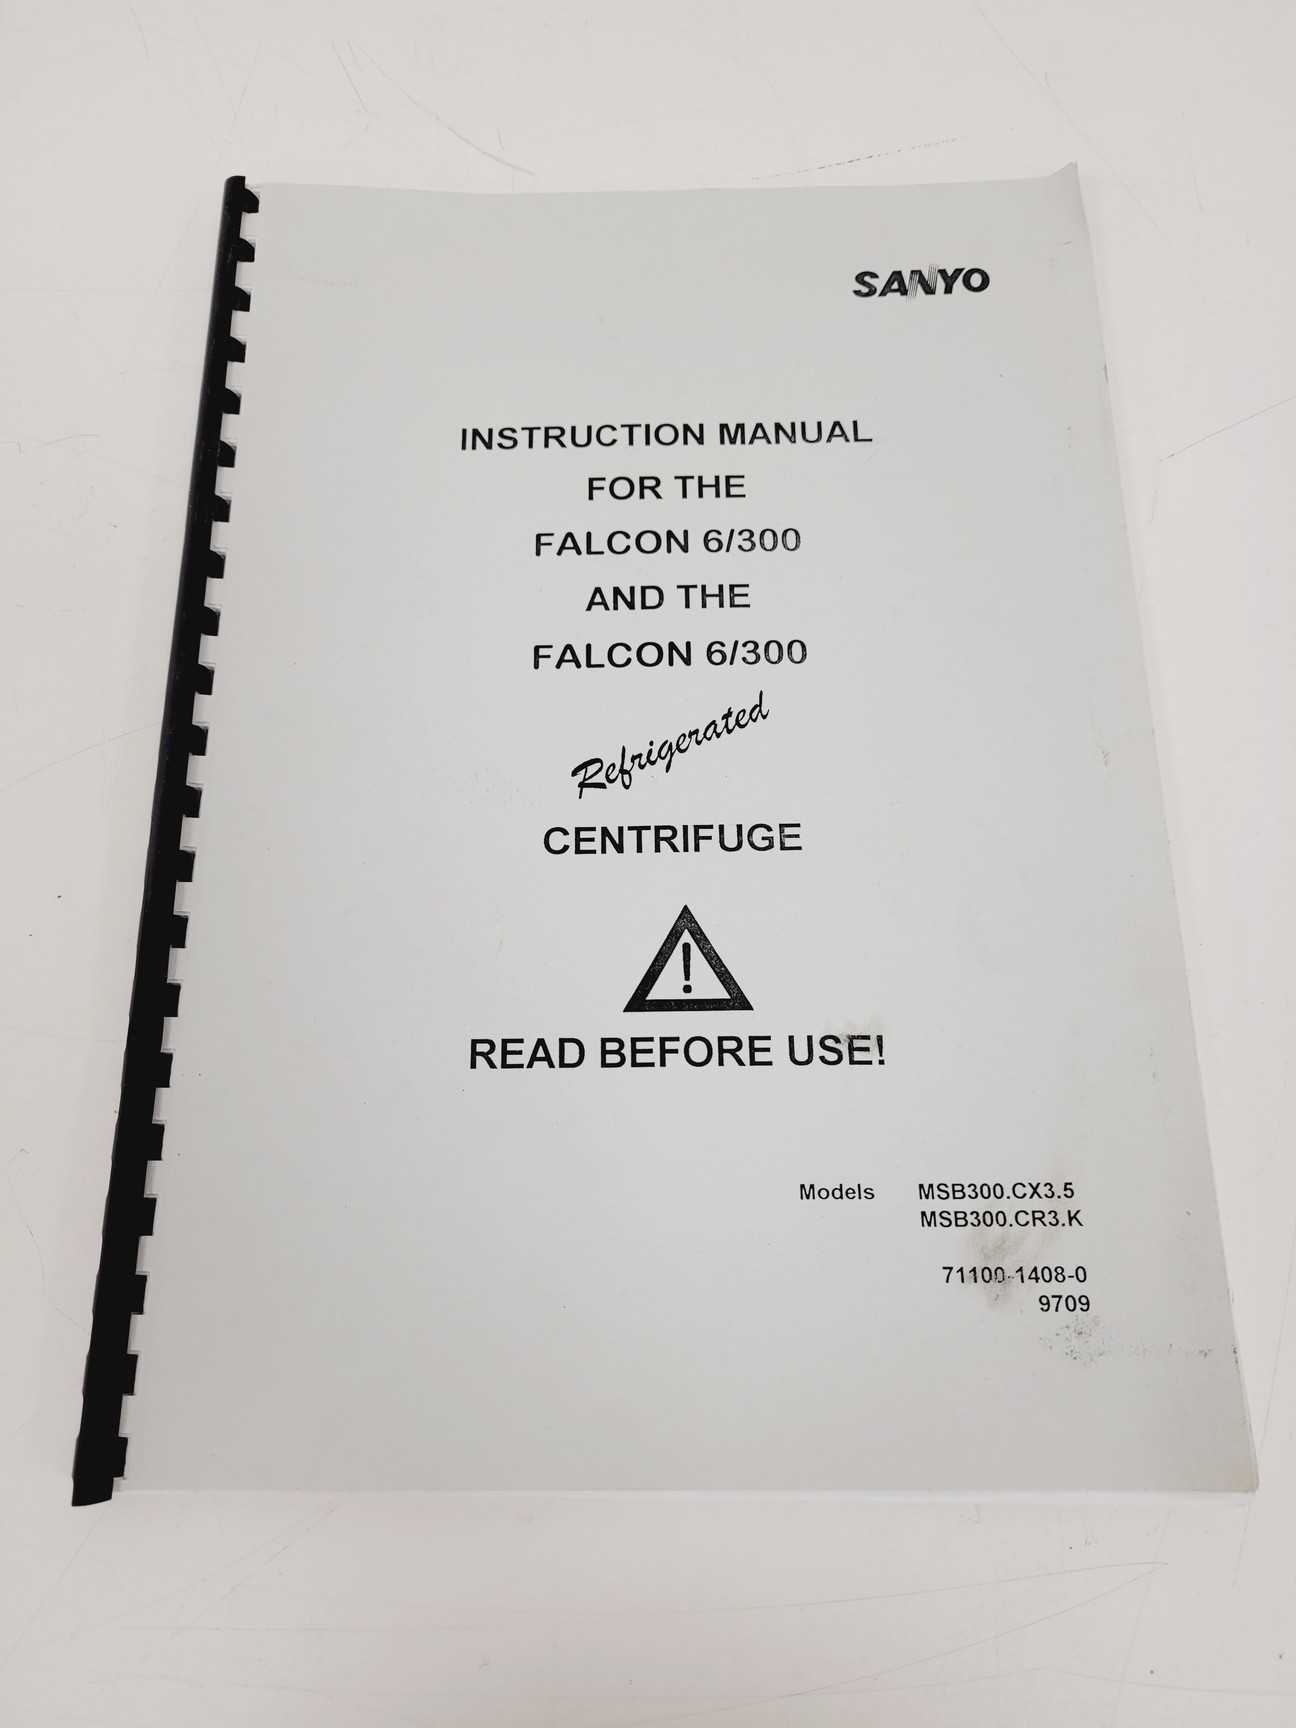 SANYO
INSTRUCTION MANUAL
FOR THE
FALCON 6/300
AND THE
FALCON 6/300
Refrigerated
CENTRIFUGE
!
READ BEFORE USE!
Models MSB300.CX3.5
MSB300.CR3.K
71100-1408-0
9709